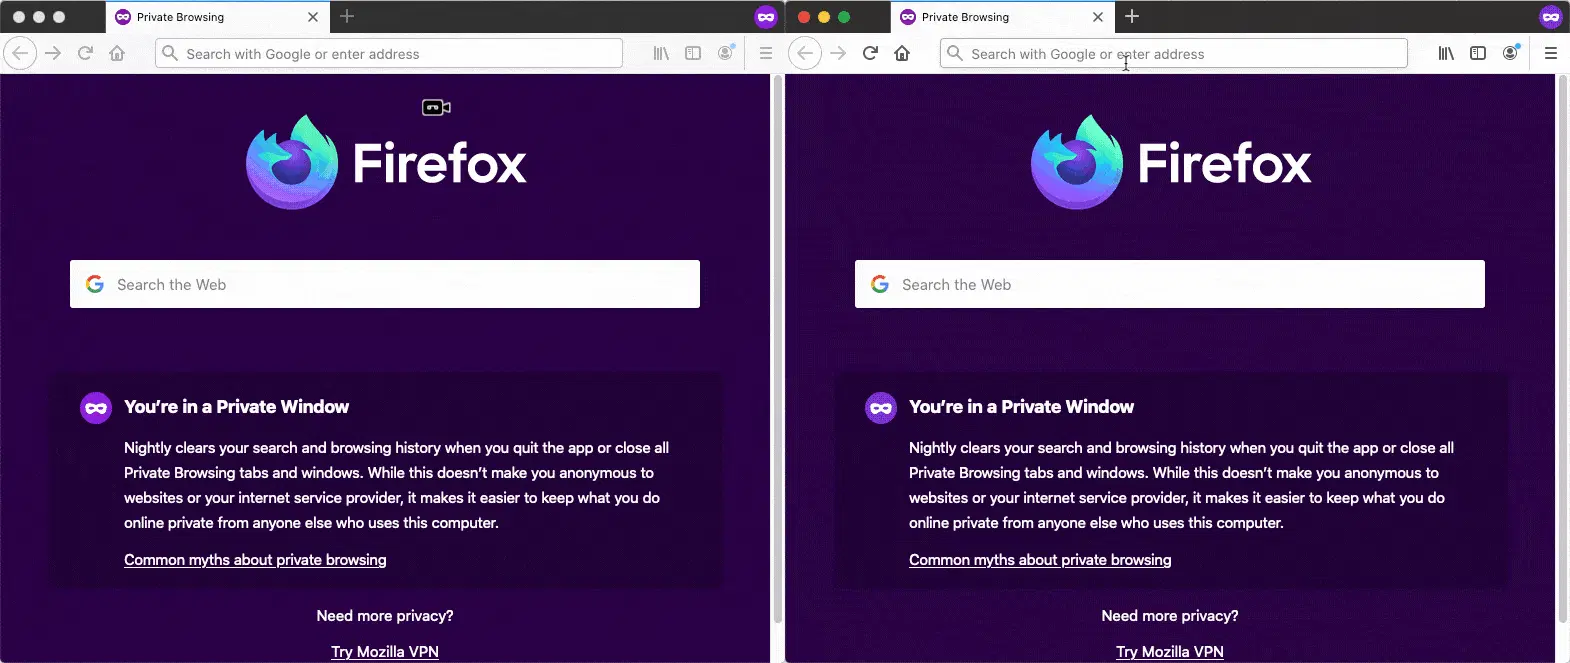 Private Browsing
Search with Google or enter address
Firefox
Search the Web
You’re in a Private Window
Nightly clears your search and browsing history when you quit the app or close all
Private Browsing tabs and windows. While this doesn’t make you anonymous to
websites or your internet service provider, it makes it easier to keep what you do
online private from anyone else who uses this computer.
Common myths about private browsing
Need more privacy?
Try Mozilla VPN
Private Browsing
Search with Google or enter address
Firefox
Search the Web
You’re in a Private Window
Nightly clears your search and browsing history when you quit the app or close all
Private Browsing tabs and windows. While this doesn’t make you anonymous to
websites or your internet service provider, it makes it easier to keep what you do
online private from anyone else who uses this computer.
Common myths about private browsing
Need more privacy?
Try Mozilla VPN